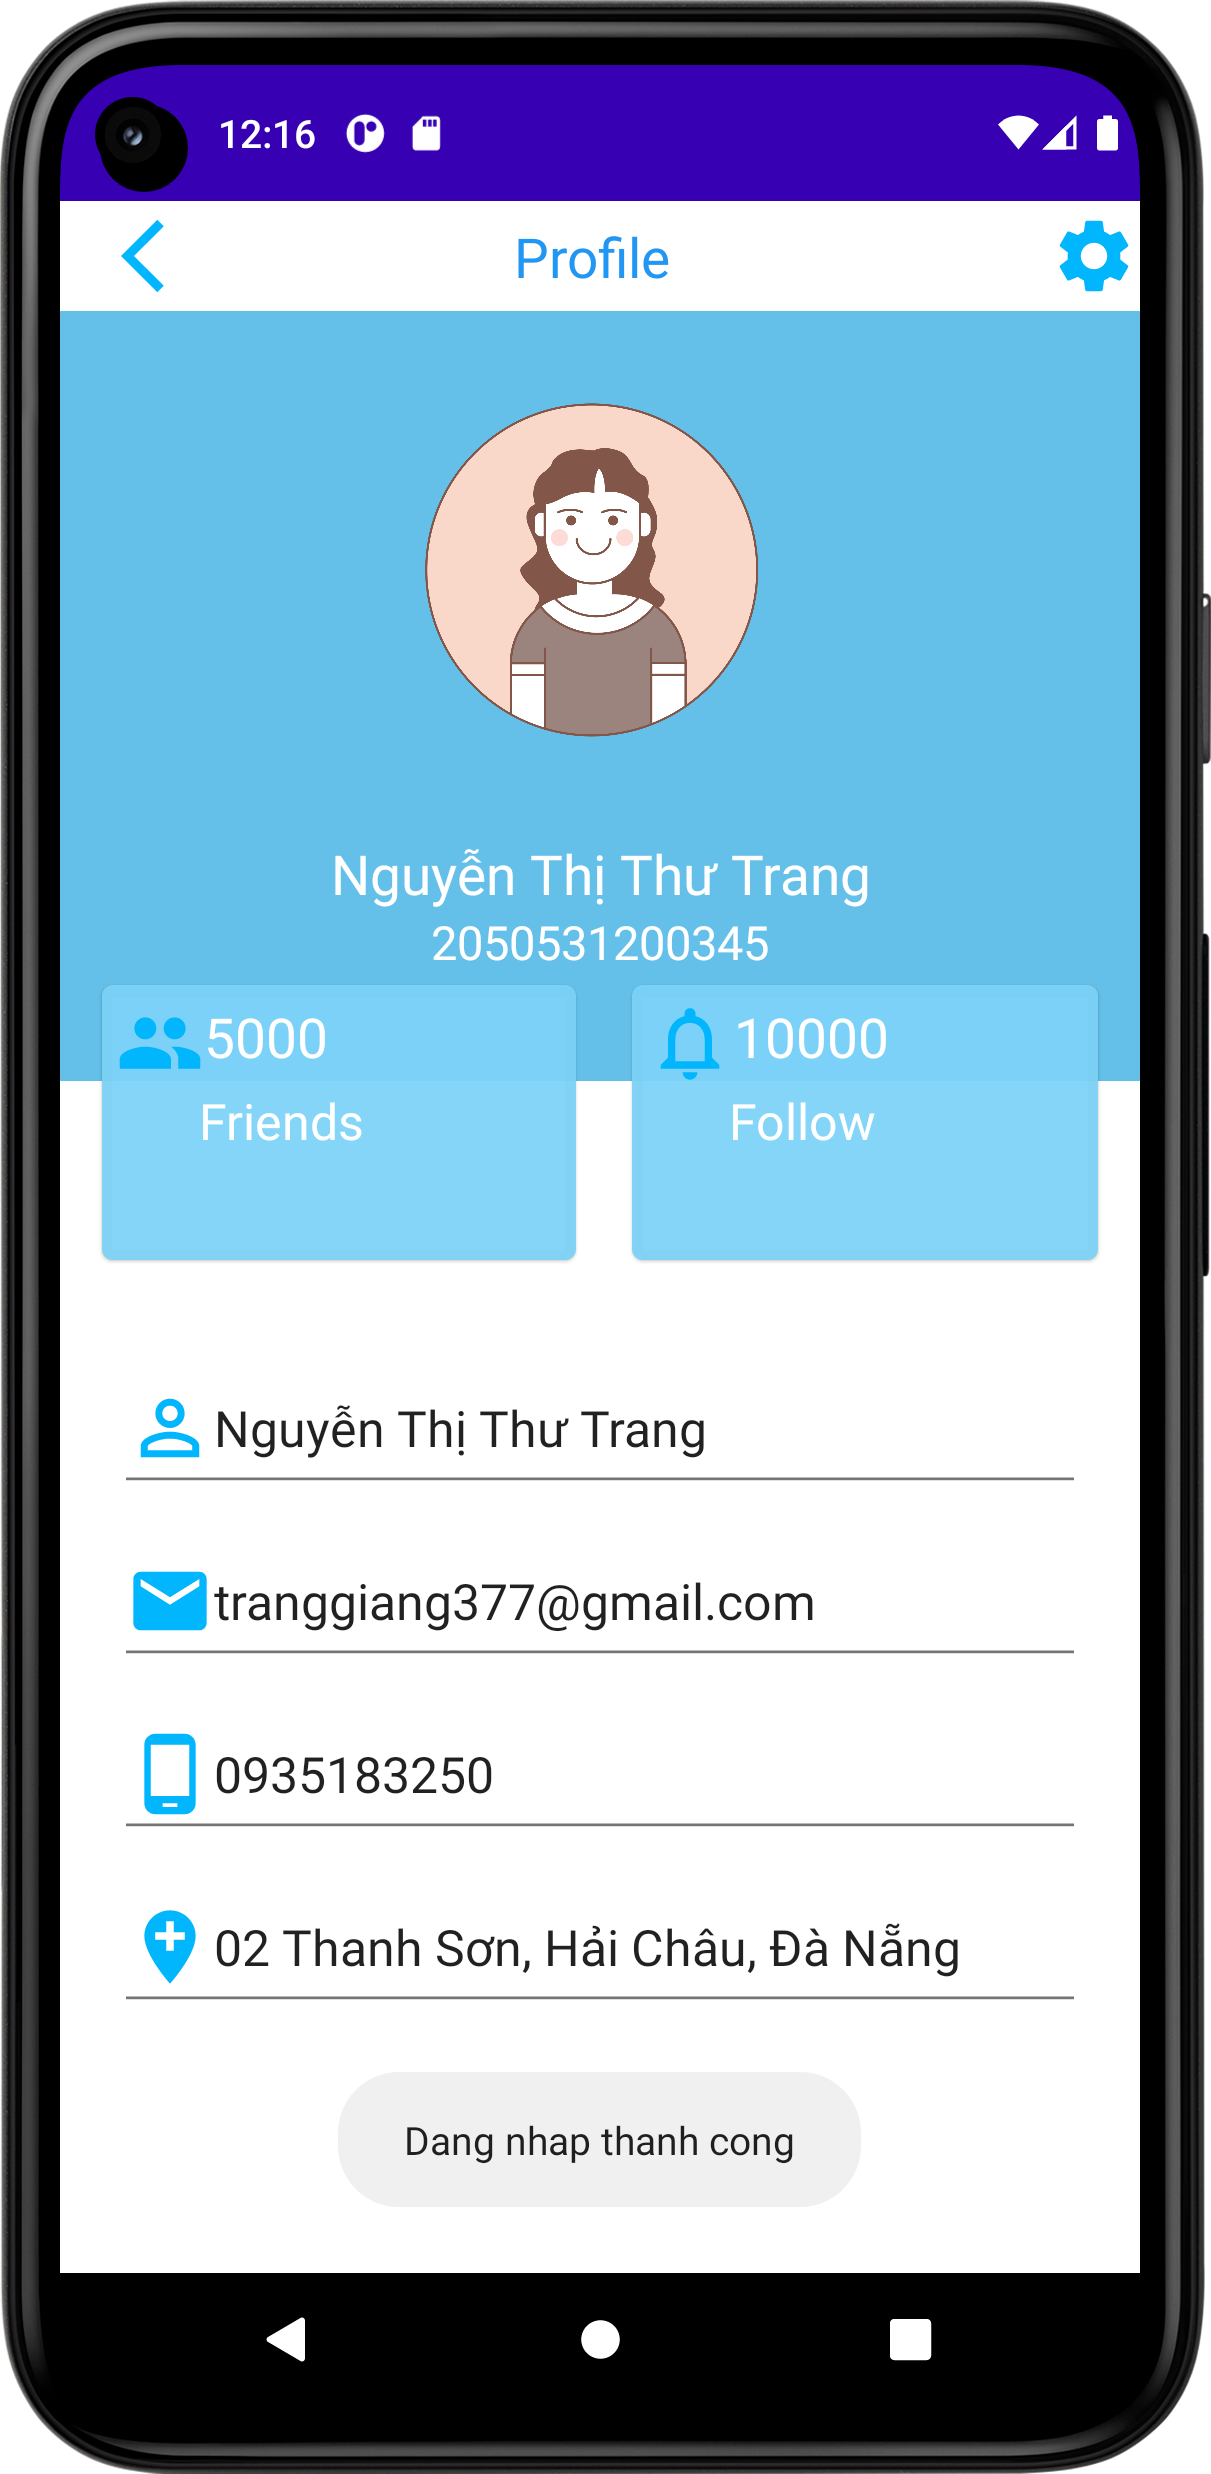 12:16
Profile
Nguyễn Thị Thư Trang
2050531200345
5000
Friends
10000
Follow
Nguyễn Thị Thư Trang
tranggiang377@gmail.com
0935183250
02 Thanh Sơn, Hải Châu, Đà Nẵng
Dang nhap thanh cong